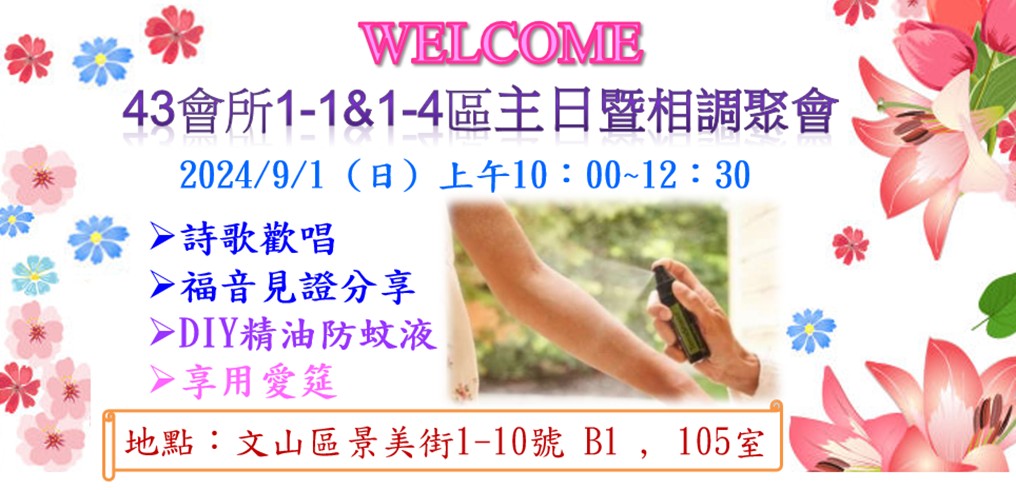 WELCOME
43會所1-1&1-4區主日暨相調聚會
2024/9/1（日）上午10：00~12：30
➢詩歌歡唱
➢福音見證分享
➢DIY精油防蚊液
➢享用愛筵
地點：文山區景美街1-10號 B1 , 105室